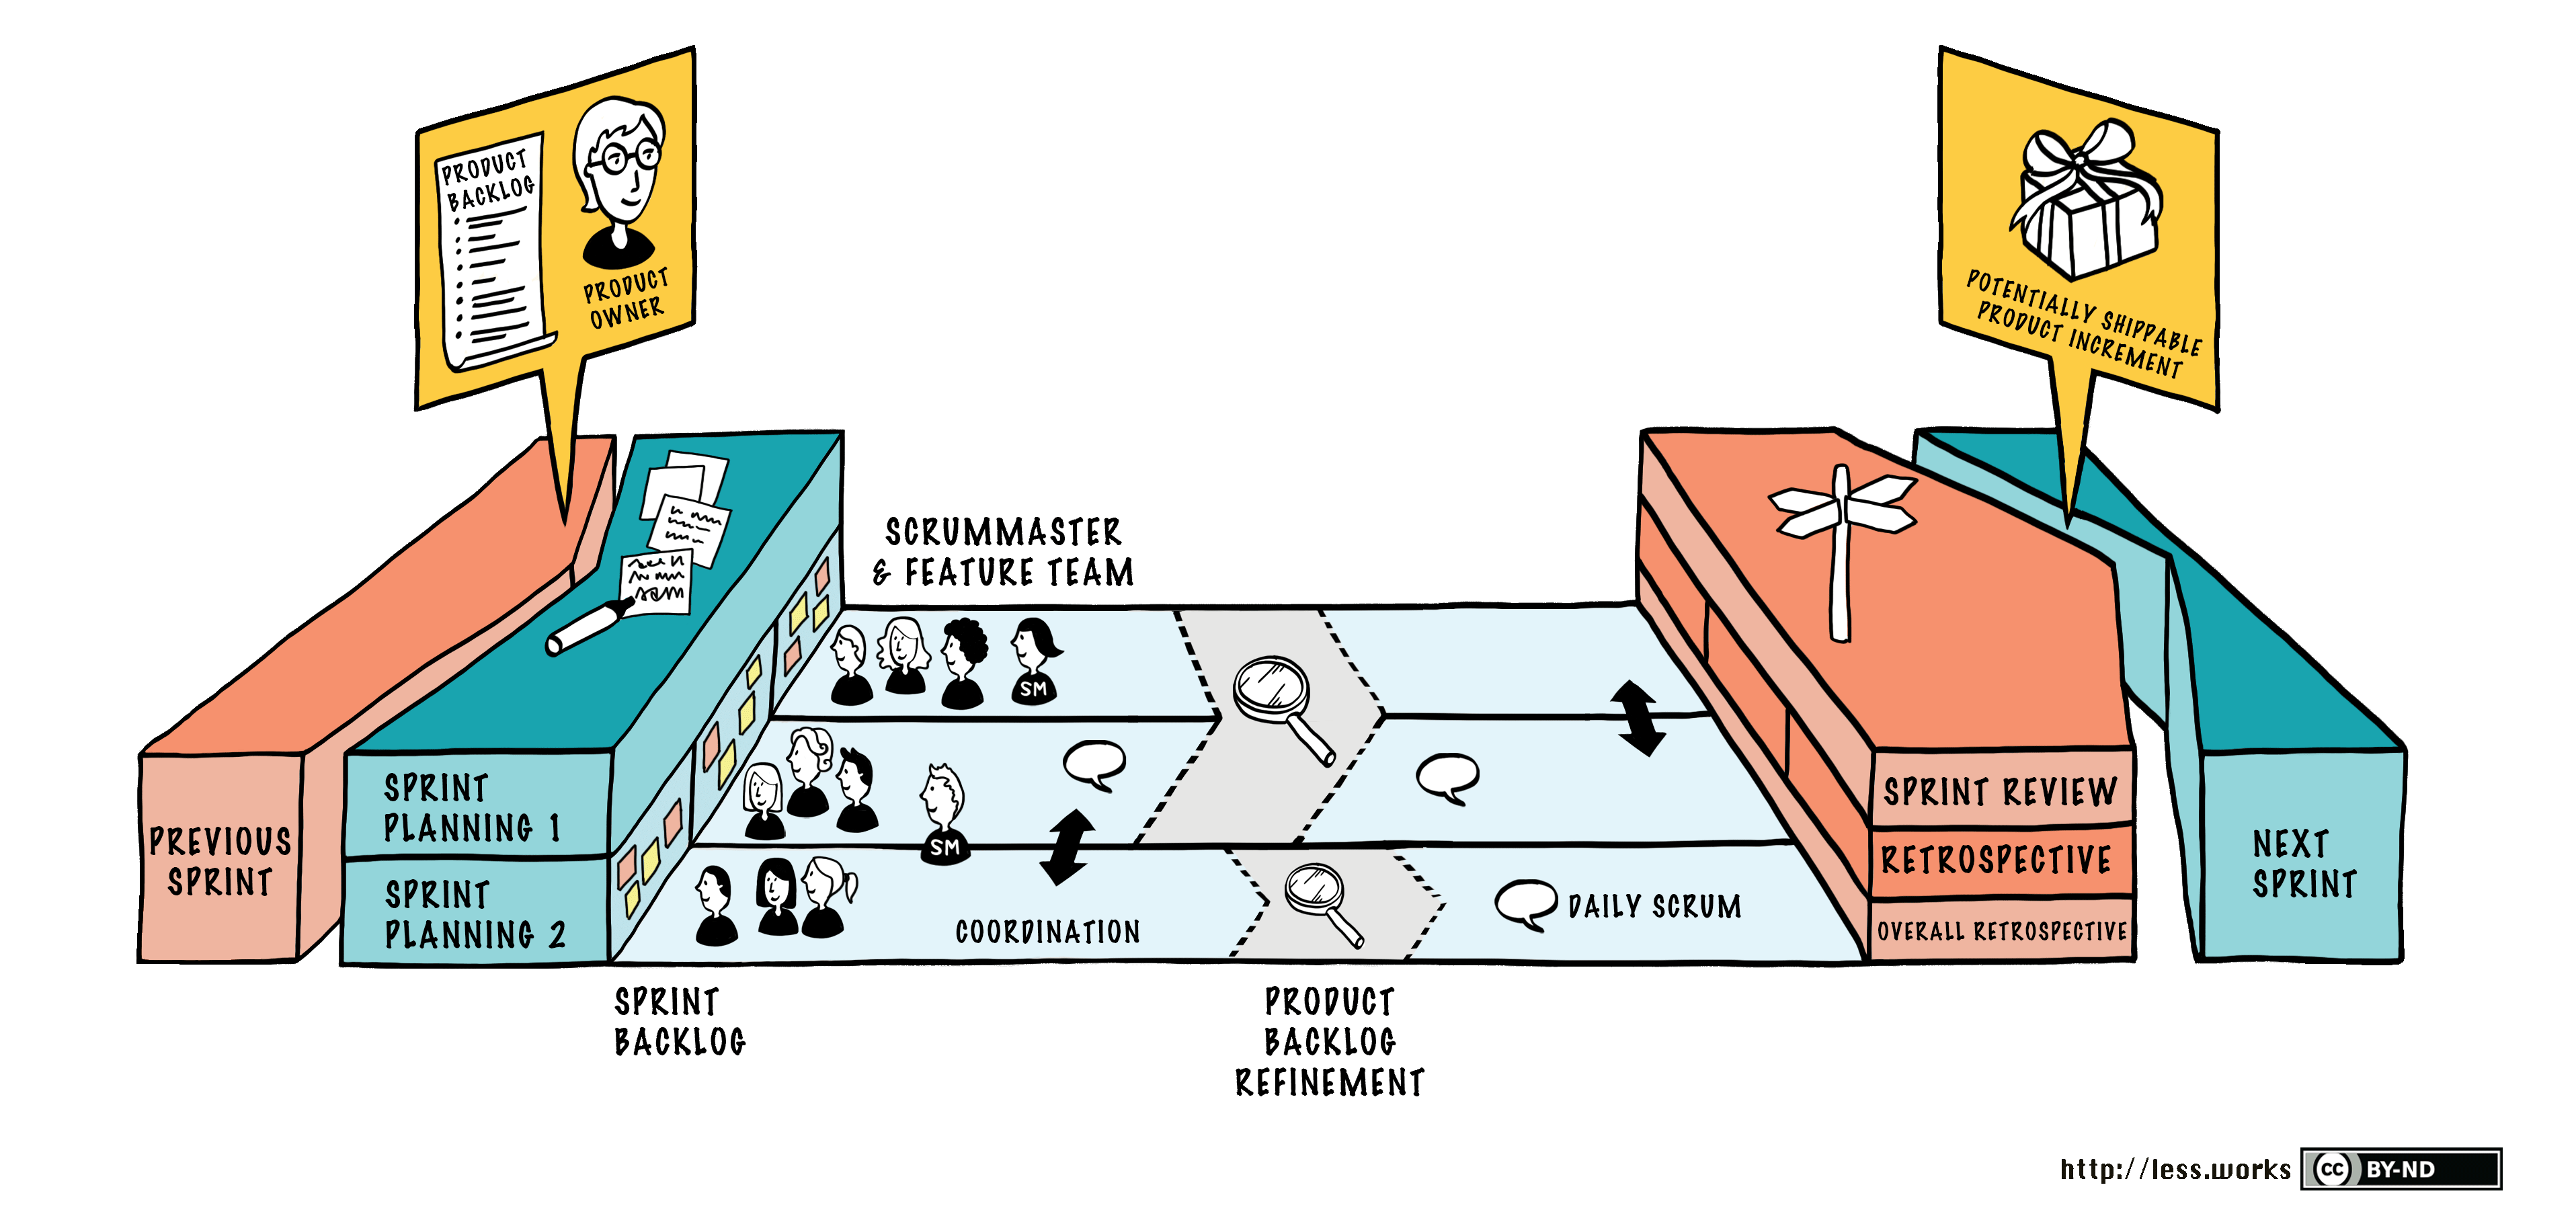 PRODUCT
BACKLOG
PRODUCT
OWNER
POTENTIALLY SHIPPABLE
PRODUCT INCREMENT
SCRUMMASTER
& FEATURE TEAM
SM
SM
PREVIOUS
SPRINT
SPRINT
PLANNING 1
SPRINT
PLANNING 2
COORDINATION
DAILY SCRUM
SPRINT REVIEW
RETROSPECTIVE
OVERALL RETROSPECTIVE
NEXT
SPRINT
SPRINT
BACKLOG
PRODUCT
BACKLOG
REFINEMENT
http://less.works
cc BY-ND